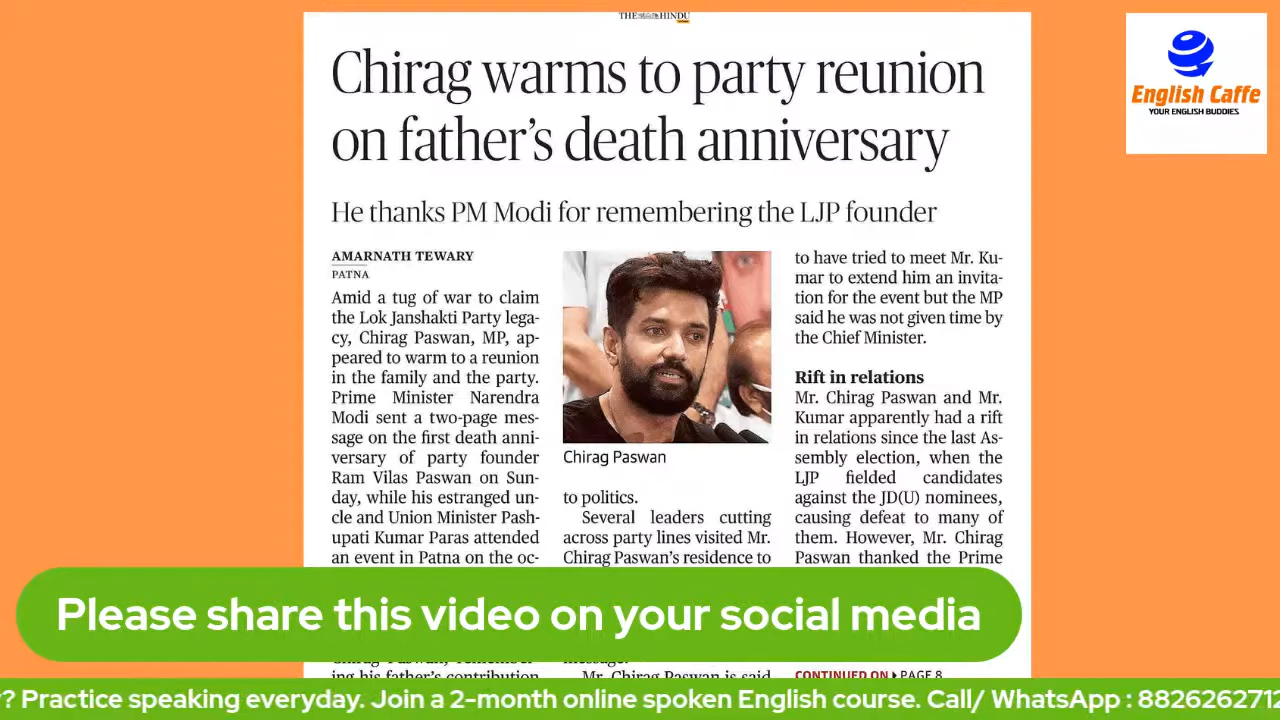 THE HINDU
Chirag warms to party reunion
on father's death anniversary
He thanks PM Modi for remembering the LJP founder
AMARNATH TEWARY
PATNA
Amid a tug of war to claim
the Lok Janshakti Party lega-
cy, Chirag Paswan, MP, ap-
peared to warm to a reunion
in the family and the party.
Prime Minister Narendra
Modi sent a two-page mes-
sage on the first death anni-
versary of party founder
Ram Vilas Paswan on Sun-
day, while his estranged un-
cle and Union Minister Pash-
upati Kumar Paras attended
an event in Patna on the oc-
ing his father's contribution
Chirag Paswan
to politics.
Several leaders cutting
across party lines visited Mr.
Chirag Paswan's residence to
message.
Mr. Chirag Paswan is said
to have tried to meet Mr. Ku-
mar to extend him an invita-
tion for the event but the MP
said he was not given time by
the Chief Minister.
Rift in relations
Mr. Chirag Paswan and Mr.
Kumar apparently had a rift
in relations since the last As-
sembly election, when the
LJP fielded candidates
against the JD(U) nominees,
causing defeat to many of
them. However, Mr. Chirag
Paswan thanked the Prime
CONTINUED ON PAGE 8
English Caffe
YOUR ENGLISH BUDDIES
Please share this video on your social media
? Practice speaking everyday. Join a 2-month online spoken English course. Call/ WhatsApp : 8826262712